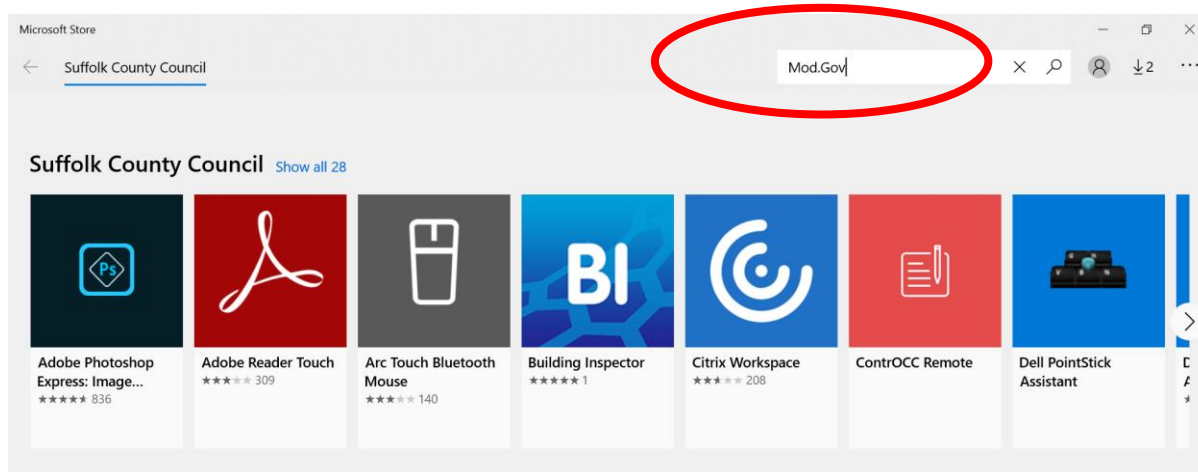 Microsoft Store
Suffolk County Council
Mod.Gov
2
Suffolk County Council Show all 28
Ps
BI
Adobe Photoshop
Express: Image...
836
Adobe Reader Touch
309
Arc Touch Bluetooth
Mouse
140
Building Inspector
1
Citrix Workspace
208
ControCC Remote
Dell PointStick
Assistant